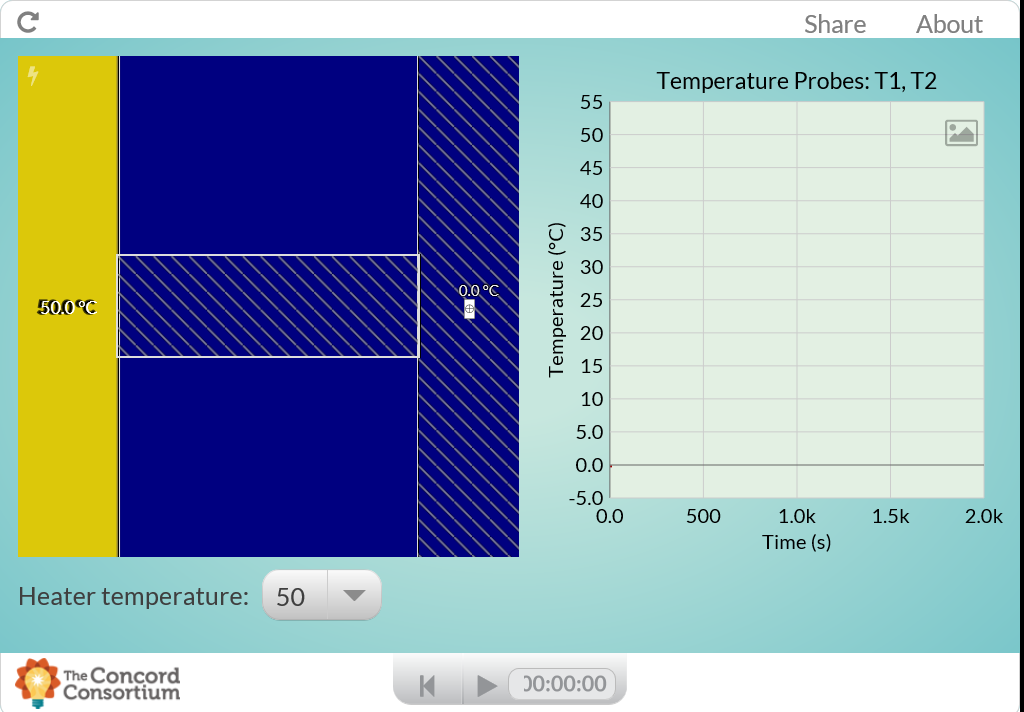 Share About
Temperature Probes: T1, T2
55
50
45
40
35
30
25
20
15
10
5.0
0.0
-5.0
Temperature (°C)
0.0 500 1.0k 1.5k 2.0k
Time (s)
50.0 °C
0.0 °C
Heater temperature: 50
The Concord
Consortium
00:00:00